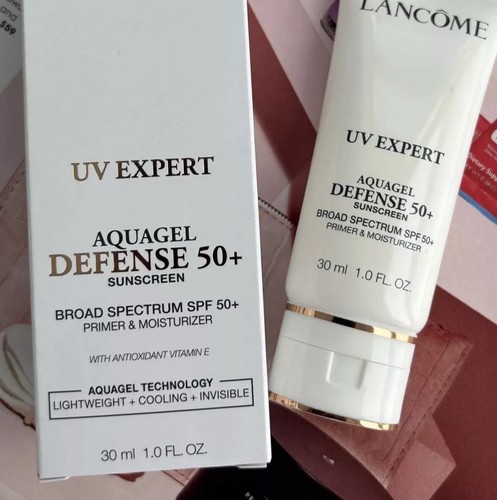 and
$59
UV EXPERT
AQUAGEL
DEFENSE 50+
SUNSCREEN
BROAD SPECTRUM SPF 50+
PRIMER & MOISTURIZER
WITH ANTIOXIDANT VITAMIN E
AQUAGEL TECHNOLOGY
LIGHTWEIGHT + COOLING + INVISIBLE
30 ml 1.0 FL. OZ.
LANCÔME
UV EXPERT
AQUAGEL
DEFENSE 50+
SUNSCREEN
BROAD SPECTRUM SPF 50+
PRIMER & MOISTURIZER
30 ml 1.0 FL. OZ.